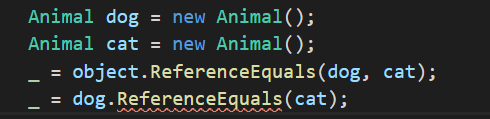 Animal dog = new Animal();
Animal cat = new Animal();
_ = object.ReferenceEquals(dog, cat);
_ = dog.ReferenceEquals(cat);